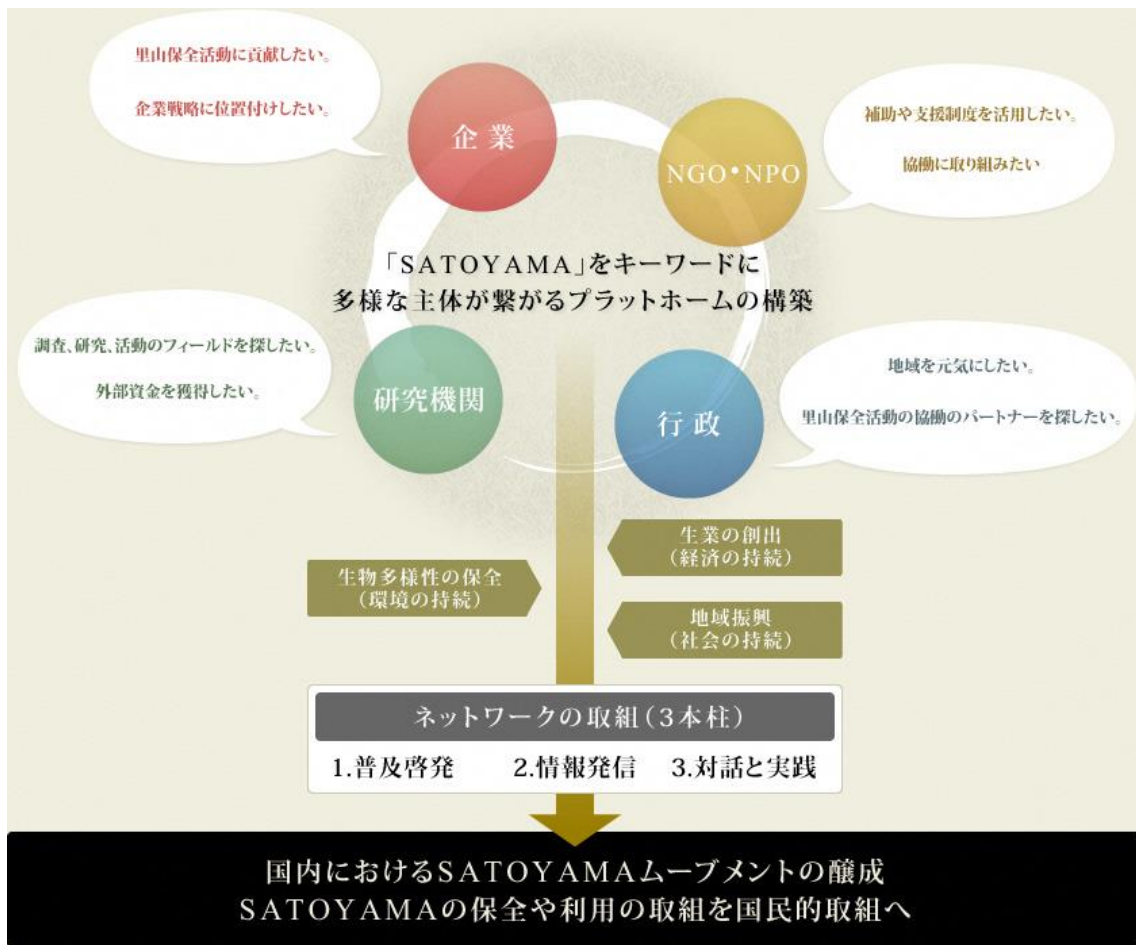 里山保全活動に貢献したい。
企業戦略に位置付けしたい。
企業
NGO・NPO
補助や支援制度を活用したい。
協働に取り組みたい
「SATOYAMA」をキーワードに
多様な主体が繋がるプラットホームの構築
調査、研究、活動のフィールドを探したい。
外部資金を獲得したい。
研究機関
行政
地域を元気にしたい。
里山保全活動の協働のパートナーを探したい。
生物多様性の保全
（環境の持続）
生業の創出
（経済の持続）
地域振興
（社会の持続）
ネットワークの取組（3本柱）
1.普及啓発 2.情報発信 3.対話と実践
国内におけるSATOYAMAムーブメントの醸成
SATOYAMAの保全や利用の取組を国民的取組へ